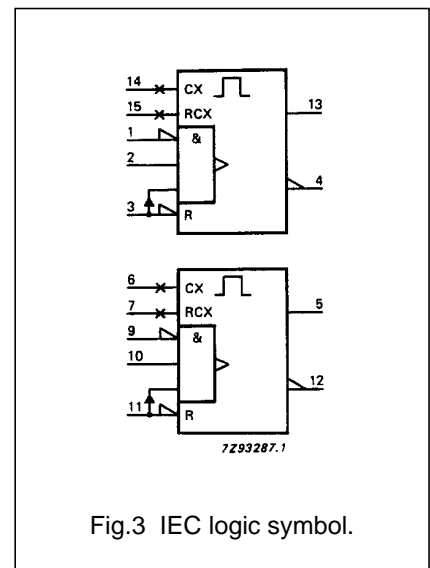 14 CX 13
15 RCX
1 &
2
4
3 R
6 CX 5
7 RCX
9 &
10
12
11 R
7Z93287.1
Fig.3 IEC logic symbol.